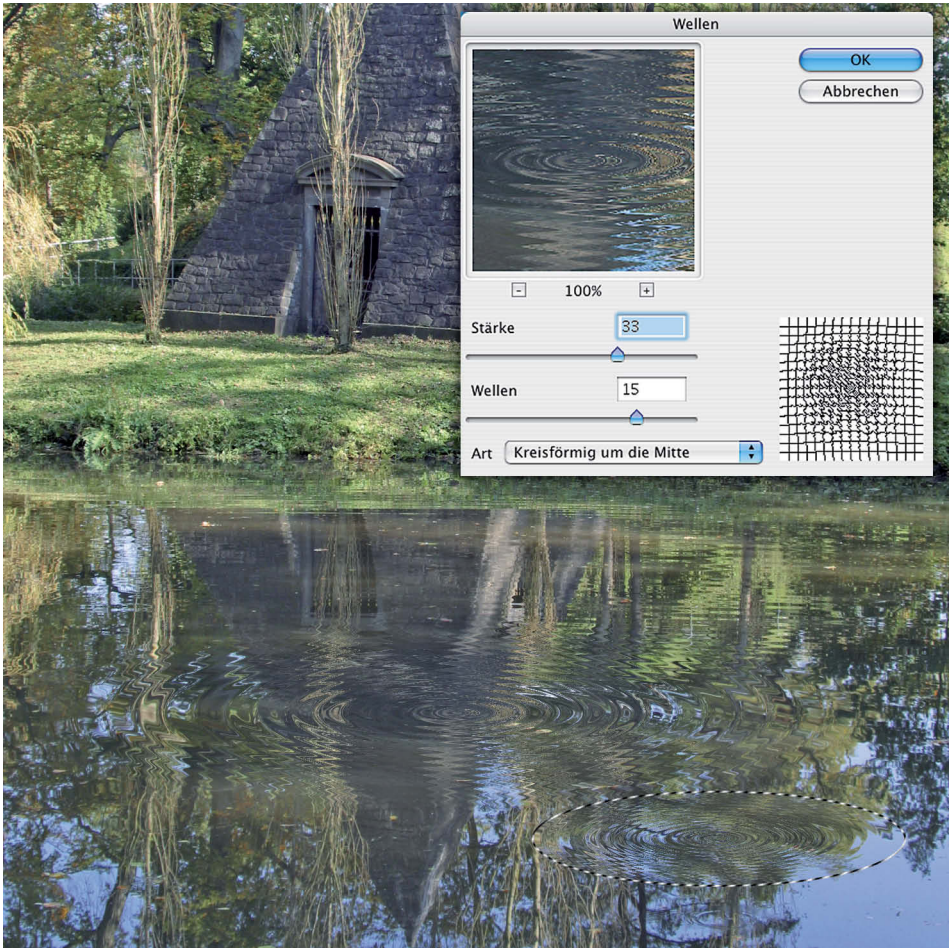 Wellen
OK
Abbrechen
- 100% +
Stärke 33
Wellen 15
Art Kreisförmig um die Mitte